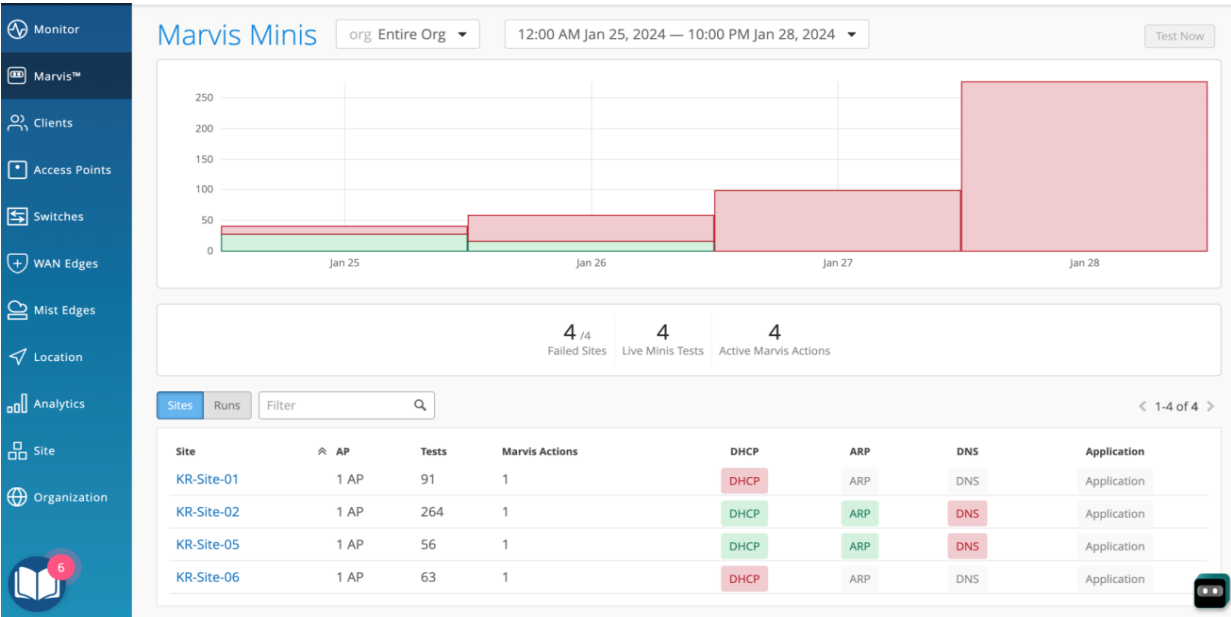 Monitor
Marvis™
Clients
Access Points
Switches
WAN Edges
Mist Edges
Location
Analytics
Site
Organization
6
Marvis Minis org Entire Org 12:00 AM Jan 25, 2024 — 10:00 PM Jan 28, 2024 Test Now
250
200
150
100
50
0
Jan 25 Jan 26 Jan 27 Jan 28
4 /4 4 4
Failed Sites Live Minis Tests Active Marvis Actions
Sites Runs Filter 1-4 of 4
Site AP Tests Marvis Actions DHCP ARP DNS Application
KR-Site-01 1 AP 91 1 DHCP ARP DNS Application
KR-Site-02 1 AP 264 1 DHCP ARP DNS Application
KR-Site-05 1 AP 56 1 DHCP ARP DNS Application
KR-Site-06 1 AP 63 1 DHCP ARP DNS Application